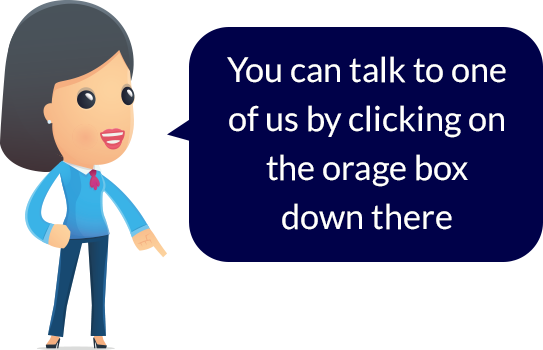 You can talk to one
of us by clicking on
the orage box
down there